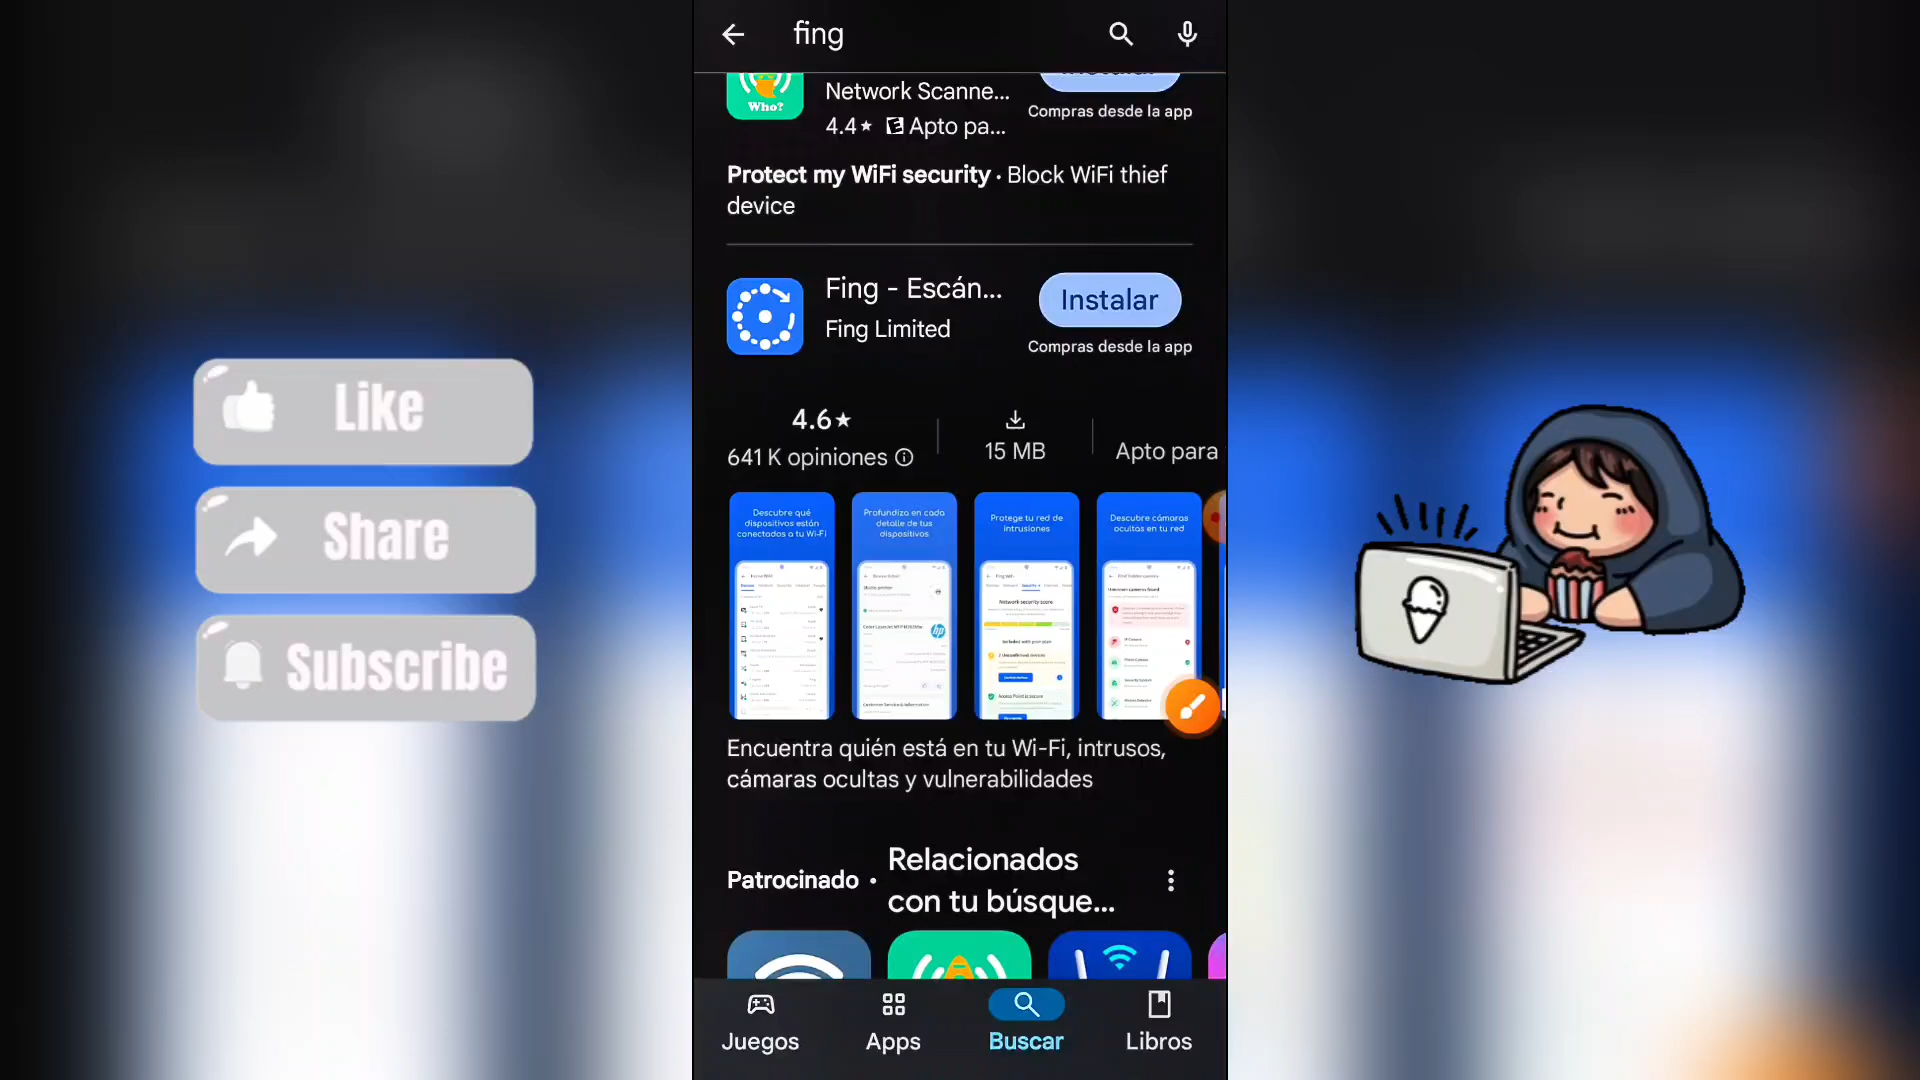 fing
Who?
Network Scanne...
4.4★ Apto pa...
Compras desde la app
Protect my WiFi security · Block WiFi thief
device
Fing - Escán...
Fing Limited
Instalar
Compras desde la app
4.6★
641 K opiniones
15 MB
Apto para
Descubre qué
dispositivos están
conectados a tu Wi-Fi
Profundiza en cada
detalle de tus
dispositivos
Protege tu red de
intrusiones
Network security score
Descubre cámaras
ocultas en tu red
Encuentra quién está en tu Wi-Fi, intrusos,
cámaras ocultas y vulnerabilidades
Patrocinado ·
Relacionados
con tu búsque...
Juegos
Apps
Buscar
Libros
Like
Share
Subscribe